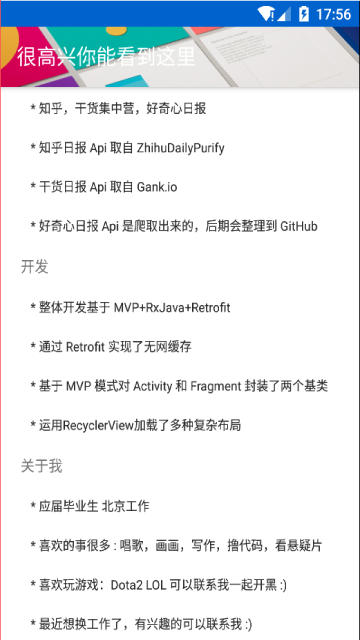 17:56
很高兴你能看到这里
* 知乎，干货集中营，好奇心日报
* 知乎日报 Api 取自 ZhihuDailyPurify
* 干货日报 Api 取自 Gank.io
* 好奇心日报 Api 是爬取出来的，后期会整理到 GitHub
开发
* 整体开发基于 MVP+RxJava+Retrofit
* 通过 Retrofit 实现了无网缓存
* 基于 MVP 模式对 Activity 和 Fragment 封装了两个基类
* 运用RecyclerView加载了多种复杂布局
关于我
* 应届毕业生 北京工作
* 喜欢的事很多 : 唱歌，画画，写作，撸代码，看悬疑片
* 喜欢玩游戏：Dota2 LOL 可以联系我一起开黑 :)
* 最近想换工作了，有兴趣的可以联系我 :)